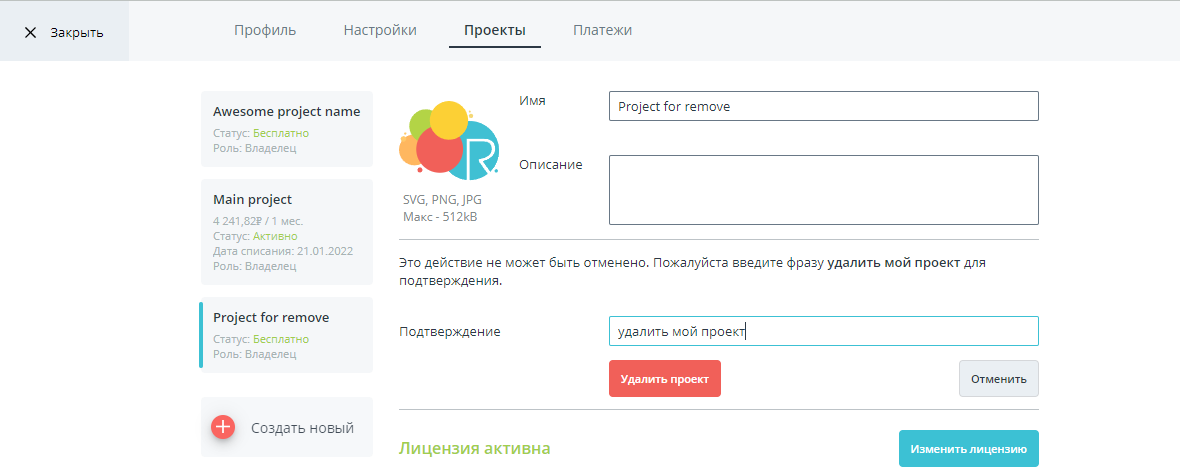 Закрыть
Профиль
Настройки
Проекты
Платежи
Awesome project name
Статус: Бесплатно
Роль: Владелец
Main project
4 241,82₽ / 1 мес.
Статус: Активно
Дата списания: 21.01.2022
Роль: Владелец
Project for remove
Статус: Бесплатно
Роль: Владелец
Создать новый
R
SVG, PNG, JPG
Макс - 512kB
Имя
Project for remove
Описание
Это действие не может быть отменено. Пожалуйста введите фразу удалить мой проект для
подтверждения.
Подтверждение
удалить мой проект
Удалить проект
Отменить
Лицензия активна
Изменить лицензию